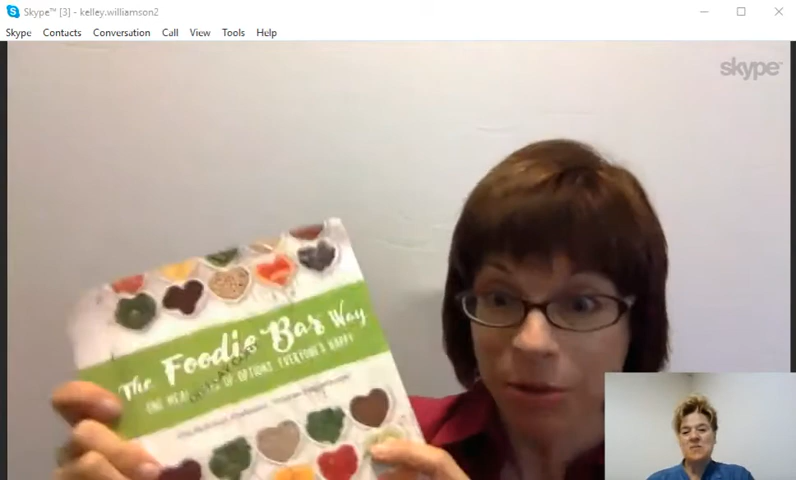 Skype™ [3] - kelley.williamson2
Skype Contacts Conversation Call View Tools Help
skype™
The Foodie Bar Way
ONE MEAL OF OPTIONS EVERYONE'S HAPPY